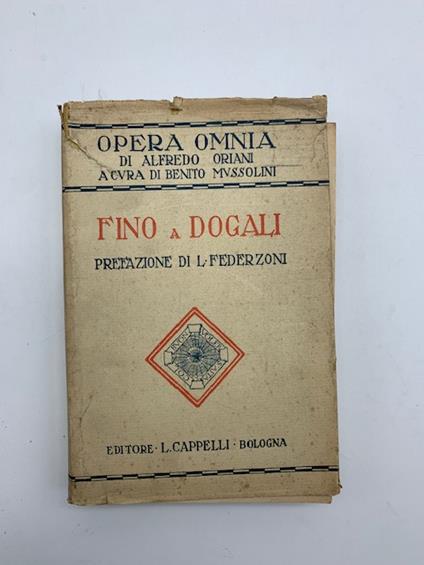 OPERA OMNIA
DI ALFREDO ORIANI
A CVRA DI BENITO MVSSOLINI
FINO A DOGALI
PREFAZIONE DI L·FEDERZONI
EDITORE · L. CAPPELLI · BOLOGNA